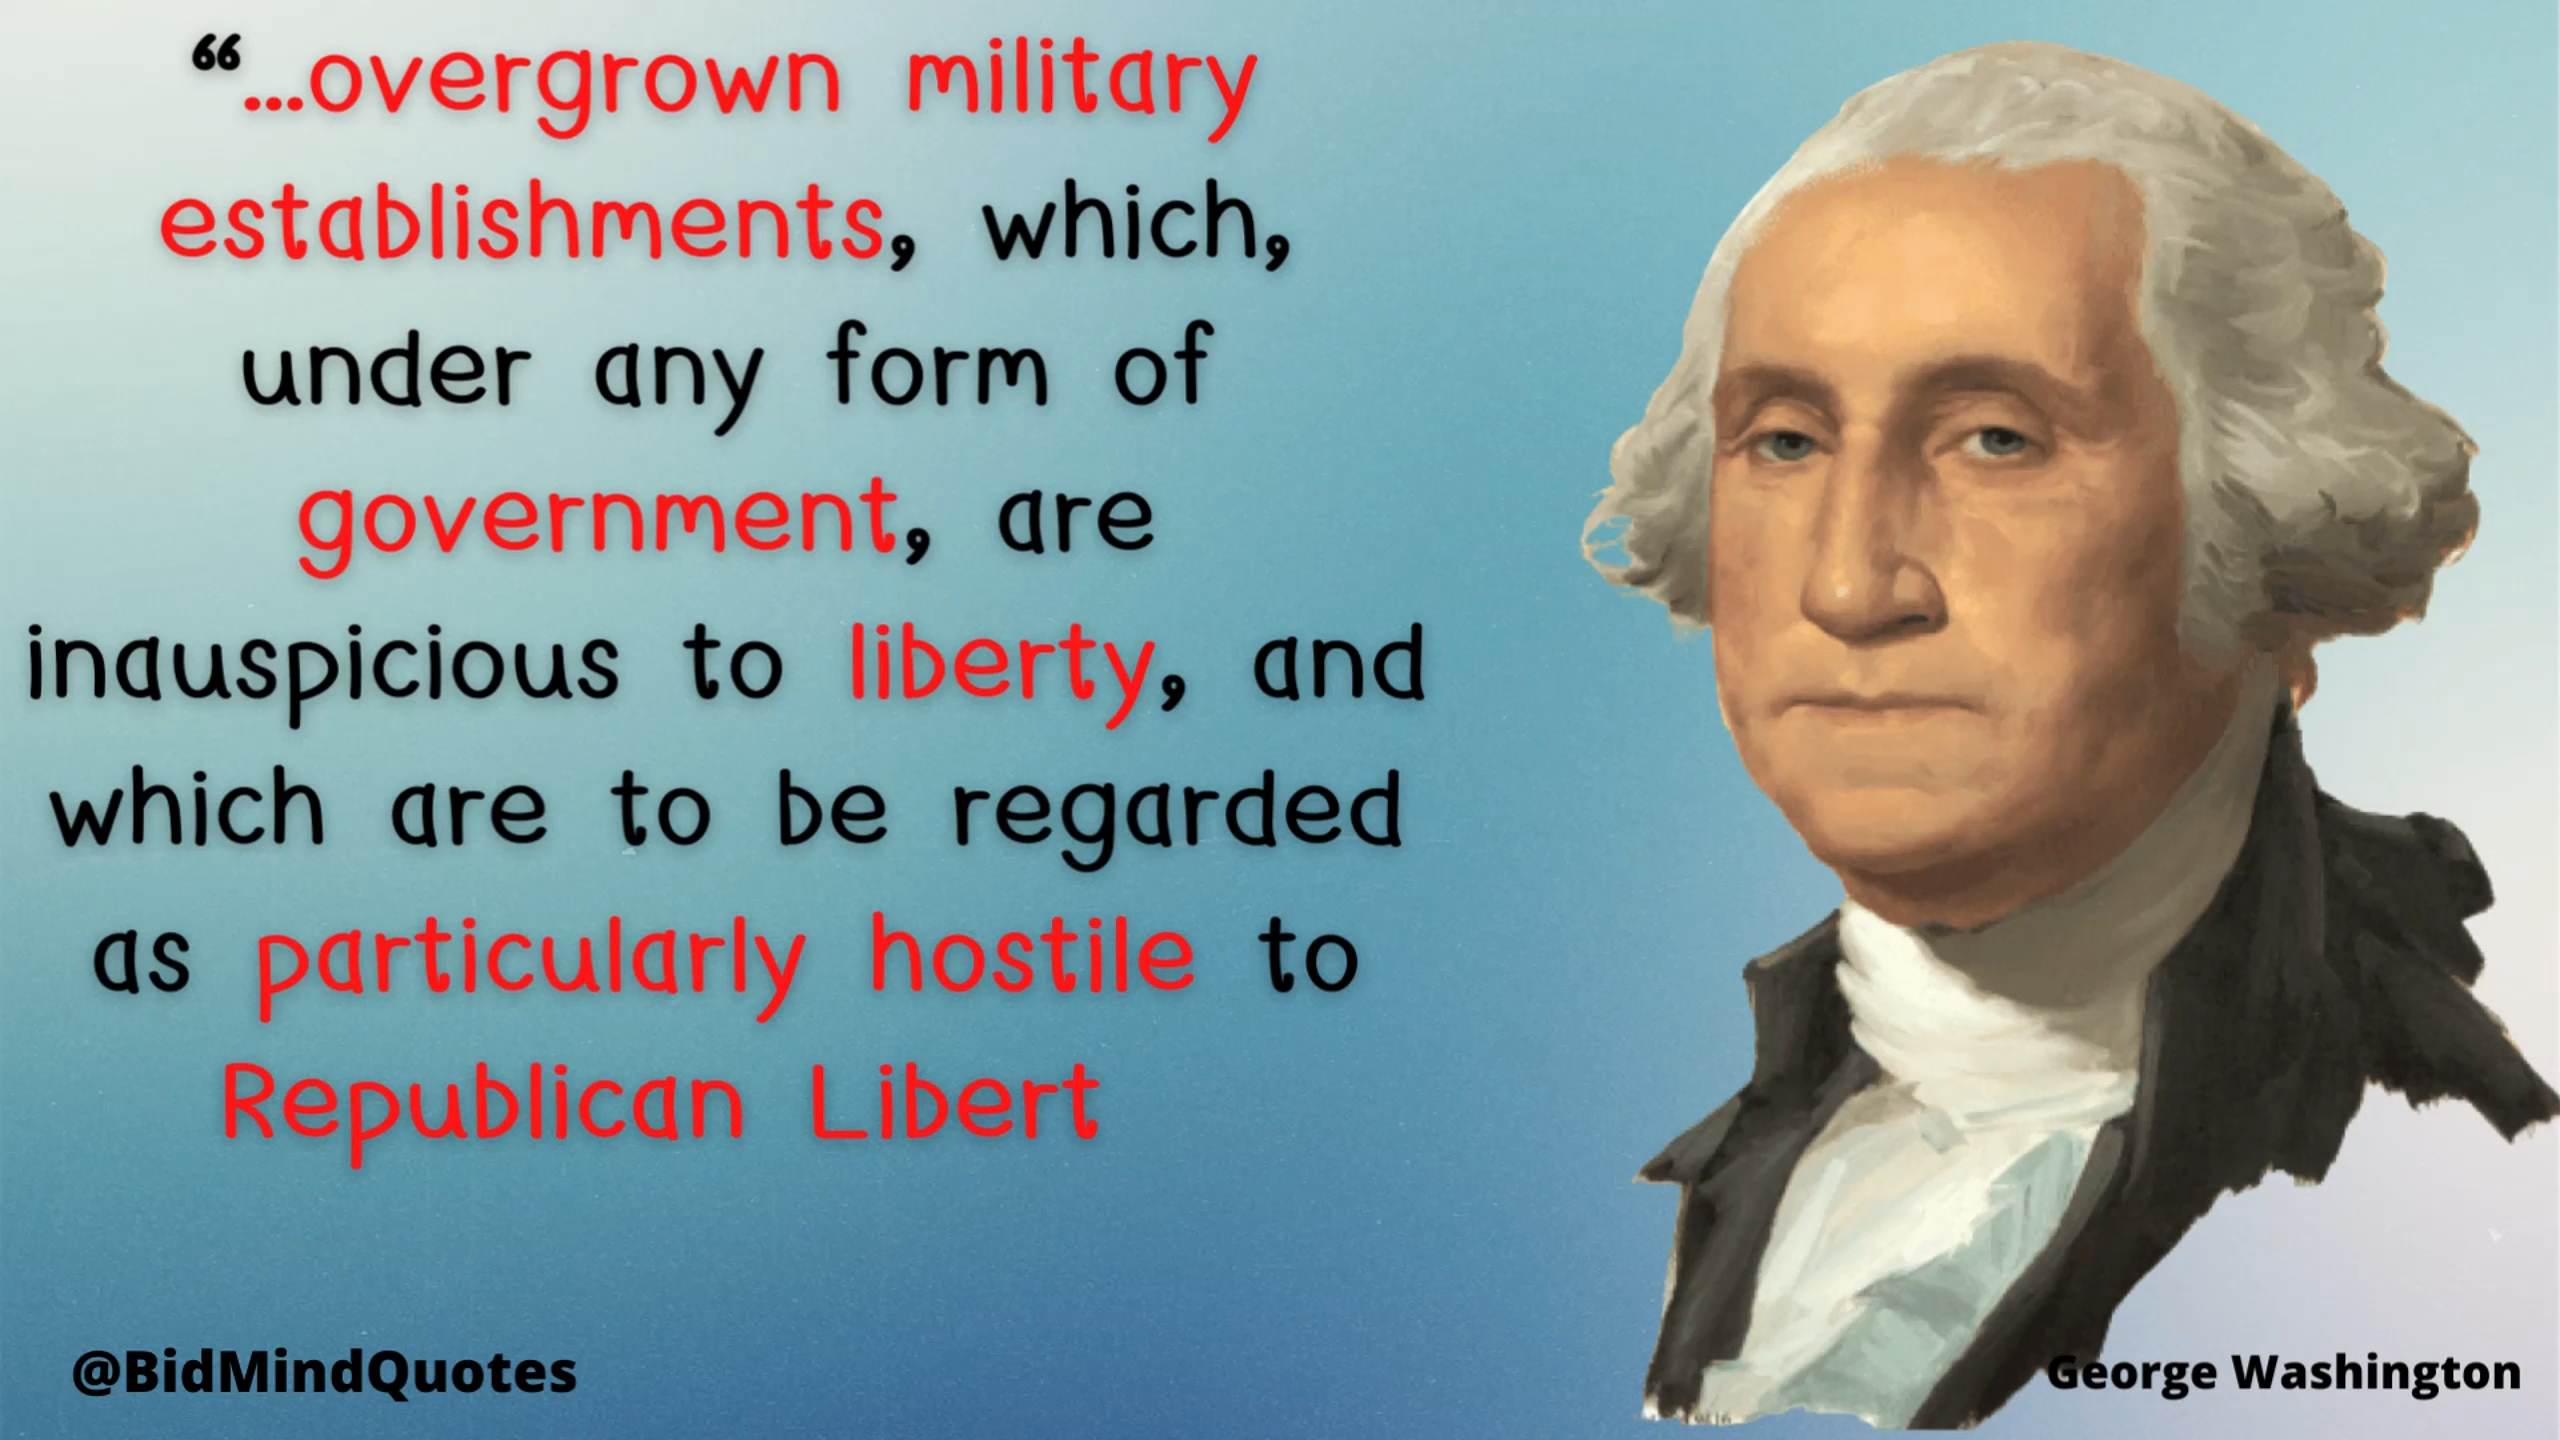 “...overgrown military
establishments, which,
under any form of
government, are
inauspicious to liberty, and
which are to be regarded
as particularly hostile to
Republican Libert
@BidMindQuotes
George Washington